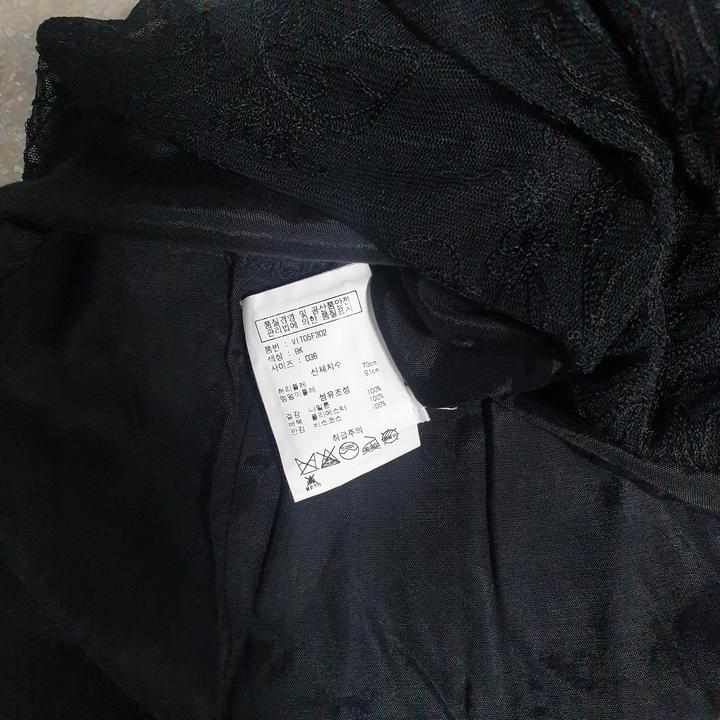 품질경영 및 공산품안전
관리법에 의한 품질표시
품번 : VIT05F302
색상 : BK
사이즈 : 036
신체치수
허리둘레 70cm
엉덩이둘레 91cm
섬유조성
겉감 나일론 100%
배색 폴리에스터 100%
안감 비스코스 100%
취급주의